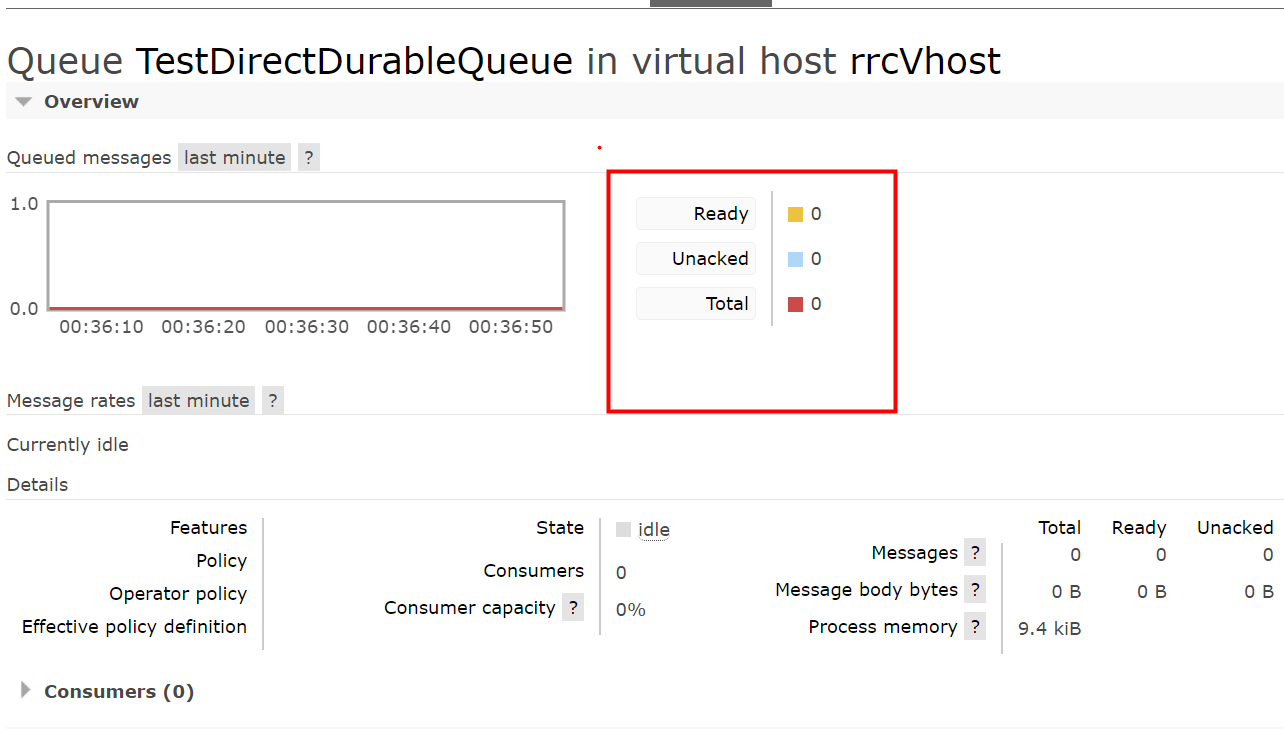 Queue TestDirectDurableQueue in virtual host rrcVhost
Overview
Queued messages last minute ?
1.0
0.0
00:36:10 00:36:20 00:36:30 00:36:40 00:36:50
Ready 0
Unacked 0
Total 0
Message rates last minute ?
Currently idle
Details
Features
Policy
Operator policy
Effective policy definition
State idle
Consumers 0
Consumer capacity ? 0%
Total Ready Unacked
Messages ? 0 0 0
Message body bytes ? 0 B 0 B 0 B
Process memory ? 9.4 kiB
Consumers (0)